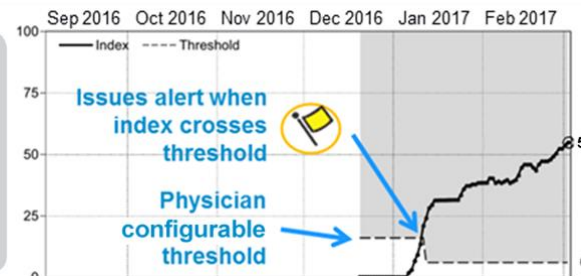 Sep 2016 Oct 2016 Nov 2016 Dec 2016 Jan 2017 Feb 2017
100
Index Threshold
75
Issues alert when
index crosses
threshold
50
Physician
configurable
threshold
25